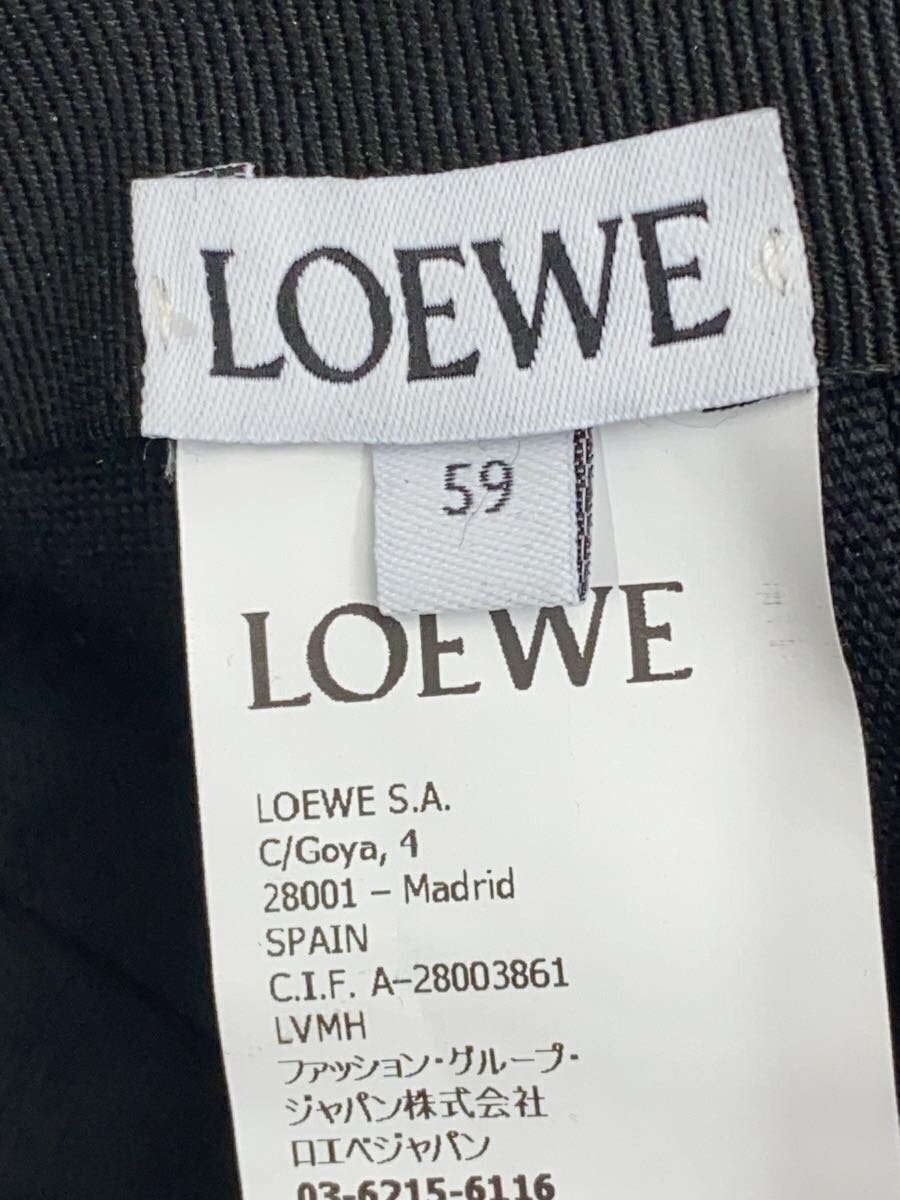 LOEWE
59
LOEWE
LOEWE S.A.
C/Goya, 4
28001 – Madrid
SPAIN
C.I.F. A-28003861
LVMH
ファッション・グループ・
ジャパン株式会社
ロエベジャパン
03-6215-6116